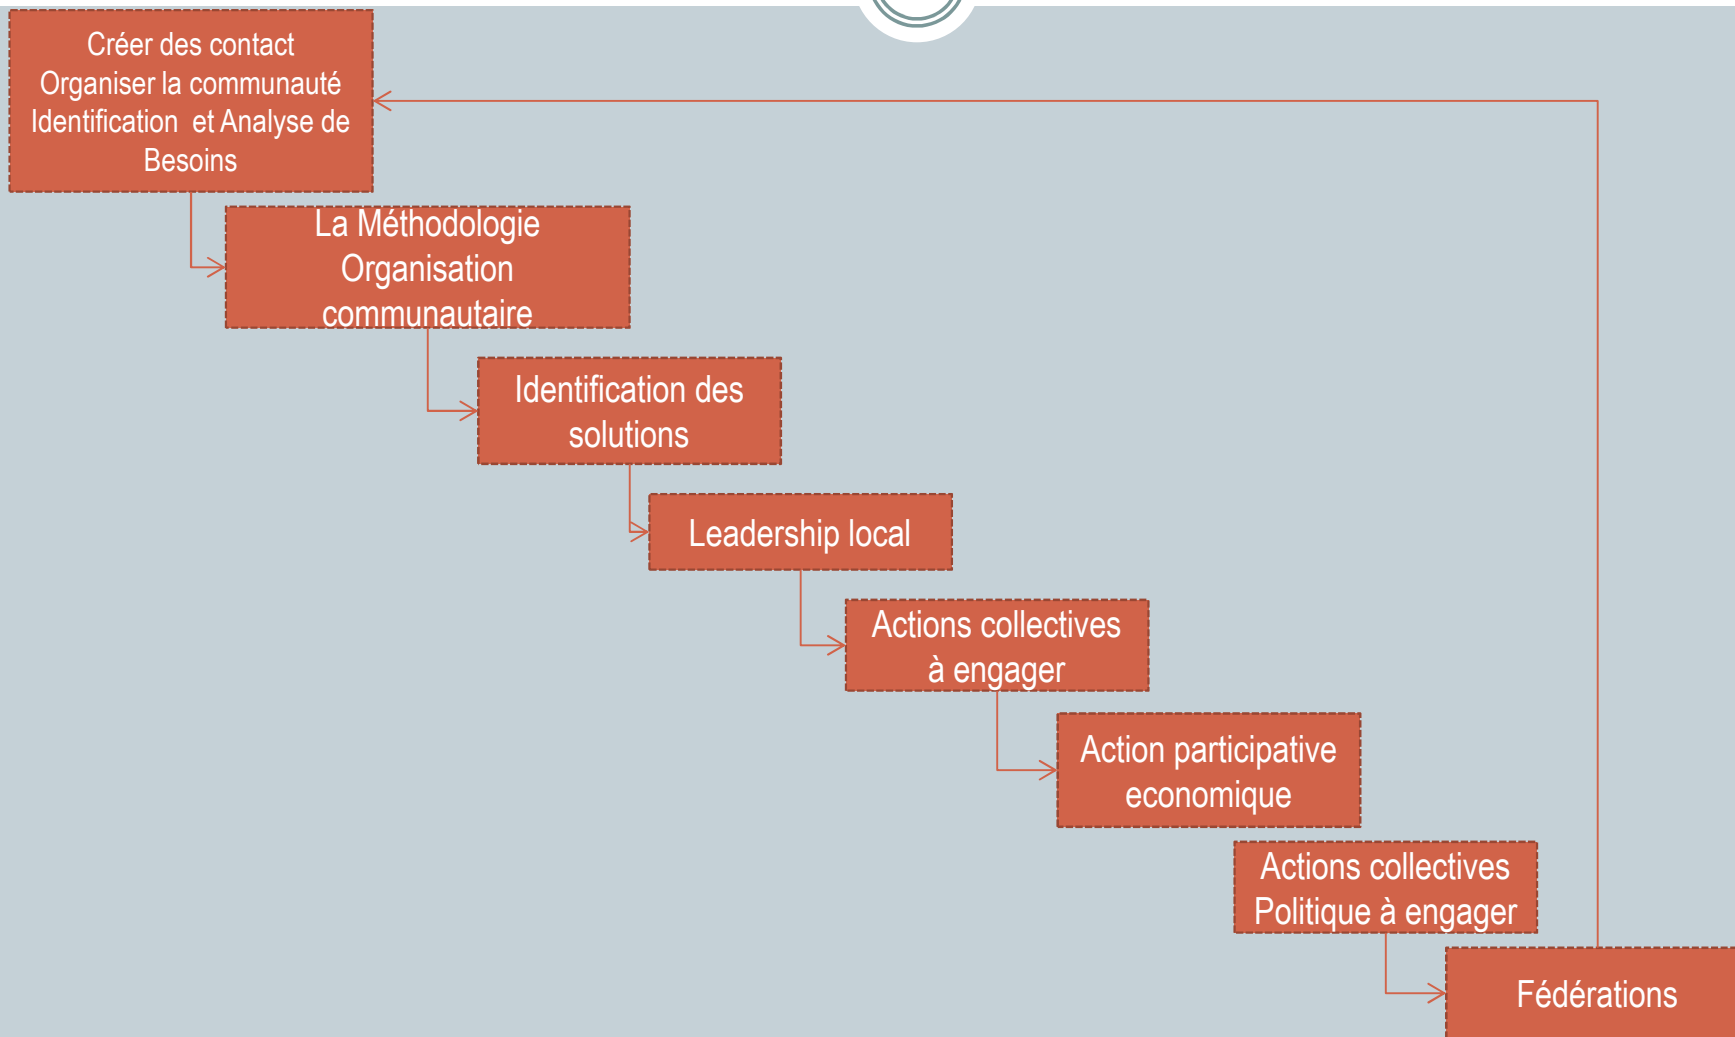 Créer des contact
Organiser la communauté
Identification et Analyse de
Besoins
La Méthodologie
Organisation
communautaire
Identification des
solutions
Leadership local
Actions collectives
à engager
Action participative
economique
Actions collectives
Politique à engager
Fédérations